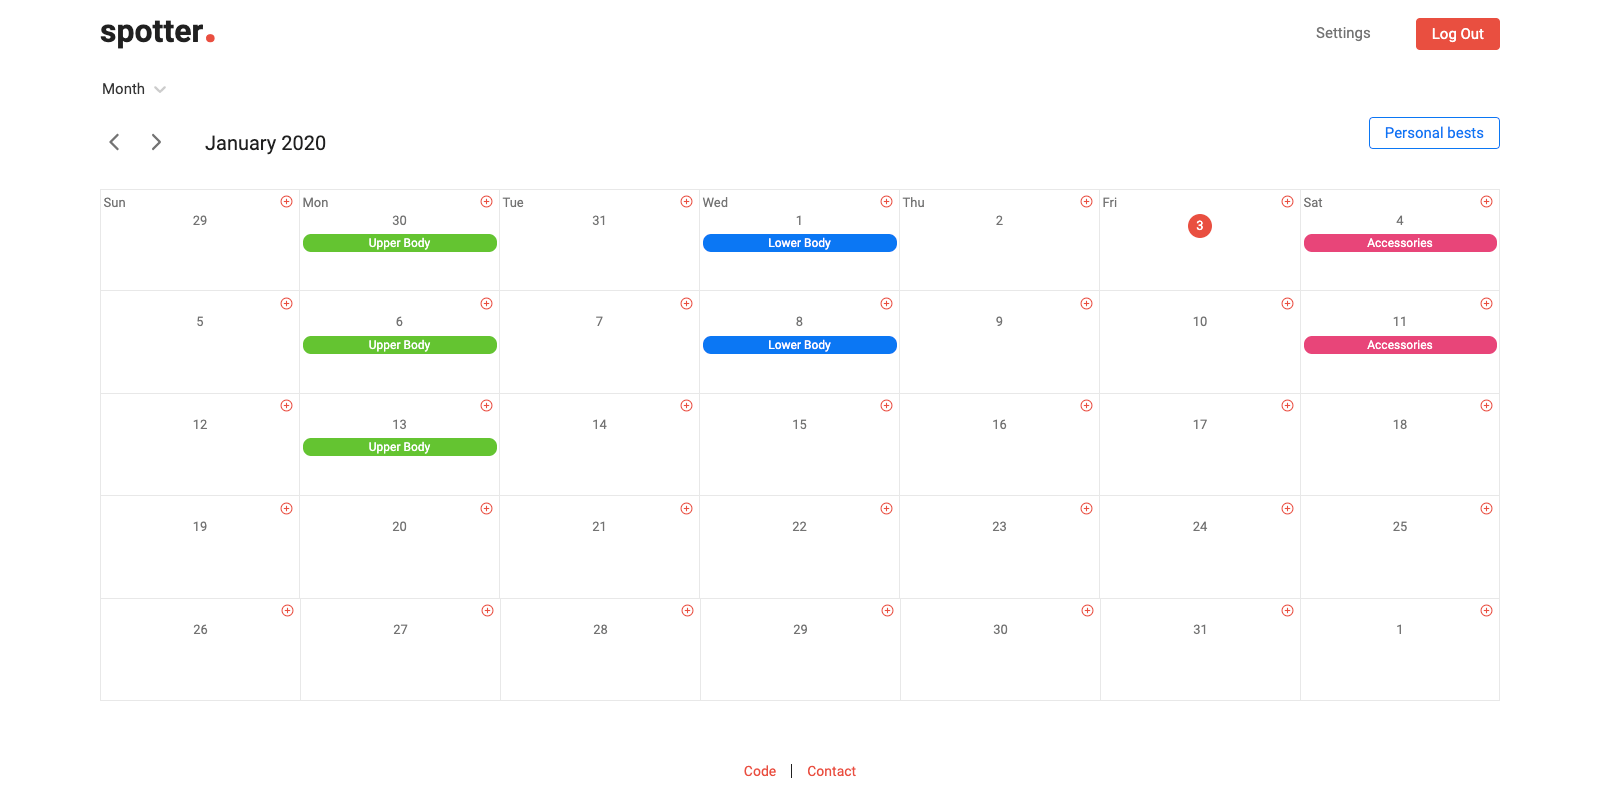 spotter.
Settings
Log Out
Month
January 2020
Personal bests
Sun Mon Tue Wed Thu Fri Sat
29 30 31 1 2 3 4
Upper Body Lower Body Accessories
5 6 7 8 9 10 11
Upper Body Lower Body Accessories
12 13 14 15 16 17 18
Upper Body
19 20 21 22 23 24 25
26 27 28 29 30 31 1
Code | Contact